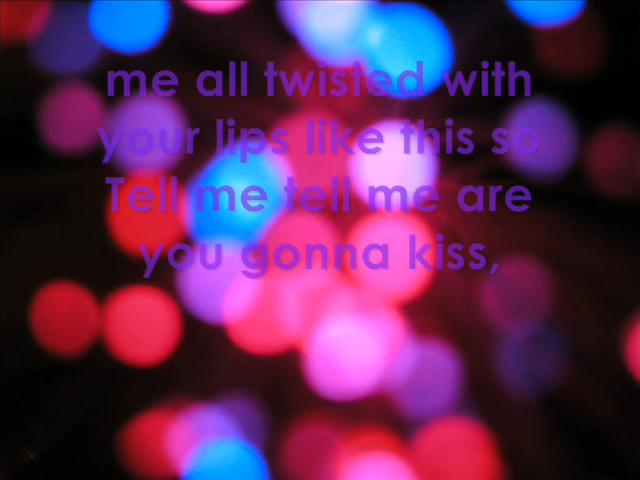 me all twisted with
your lips like this so
Tell me tell me are
you gonna kiss,